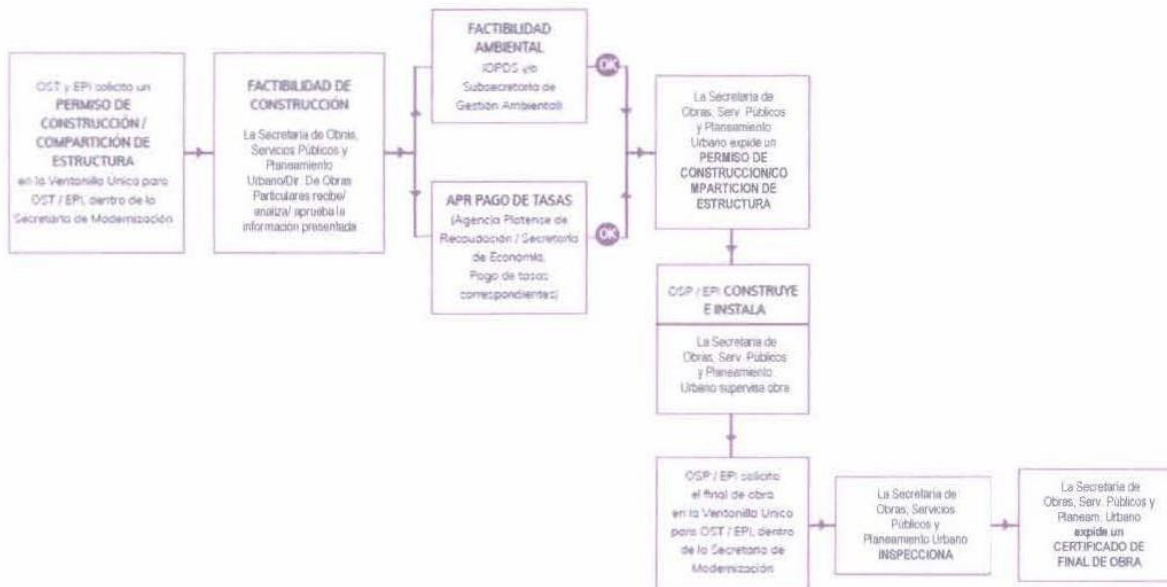 OST y EPI solicita un
PERMISO DE
CONSTRUCCIÓN /
COMPARTICIÓN DE
ESTRUCTURA
en la Ventanilla Unica para
OST / EPI, dentro de la
Secretaría de Modernización
FACTIBILIDAD DE
CONSTRUCCIÓN
La Secretaria de Obras,
Servicios Públicos y
Planeamiento
Urbano/Dir. De Obras
Particulares recibe/
analiza/ aprueba la
información presentada
FACTIBILIDAD
AMBIENTAL
(OPDS y/o
Subsecretaría de
Gestión Ambiental)
OK
APR PAGO DE TASAS
(Agencia Platense de
Recaudación / Secretaría
de Economía,
Pago de tasas
correspondientes)
OK
La Secretaria de
Obras, Serv. Públicos
y Planeamiento
Urbano expide un
PERMISO DE
CONSTRUCCION/CO
MPARTICION DE
ESTRUCTURA
OSP / EPI CONSTRUYE
E INSTALA
La Secretaria de
Obras, Serv. Públicos
y Planeamiento
Urbano supervisa obra
OSP / EPI solicita
el final de obra
en la Ventanilla Unica
para OST / EPI, dentro
de la Secretaría de
Modernización
La Secretaria de
Obras, Servicios
Públicos y
Planeamiento Urbano
INSPECCIONA
La Secretaria de
Obras, Serv. Públicos y
Planeam. Urbano
expide un
CERTIFICADO DE
FINAL DE OBRA